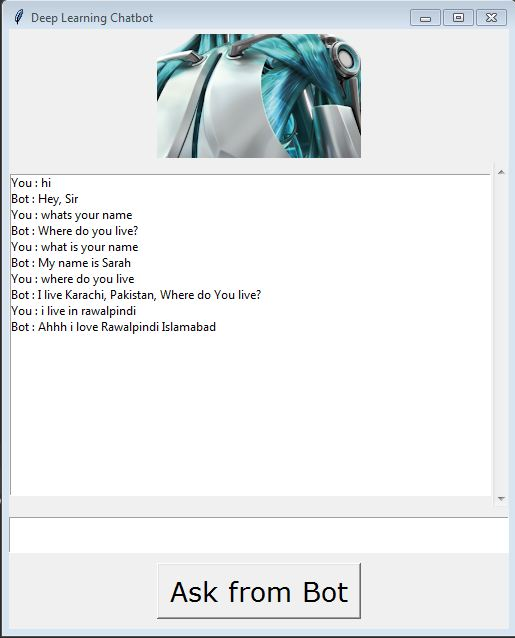 Deep Learning Chatbot
You : hi
Bot : Hey, Sir
You : whats your name
Bot : Where do you live?
You : what is your name
Bot : My name is Sarah
You : where do you live
Bot : I live Karachi, Pakistan, Where do You live?
You : i live in rawalpindi
Bot : Ahhh i love Rawalpindi Islamabad
Ask from Bot